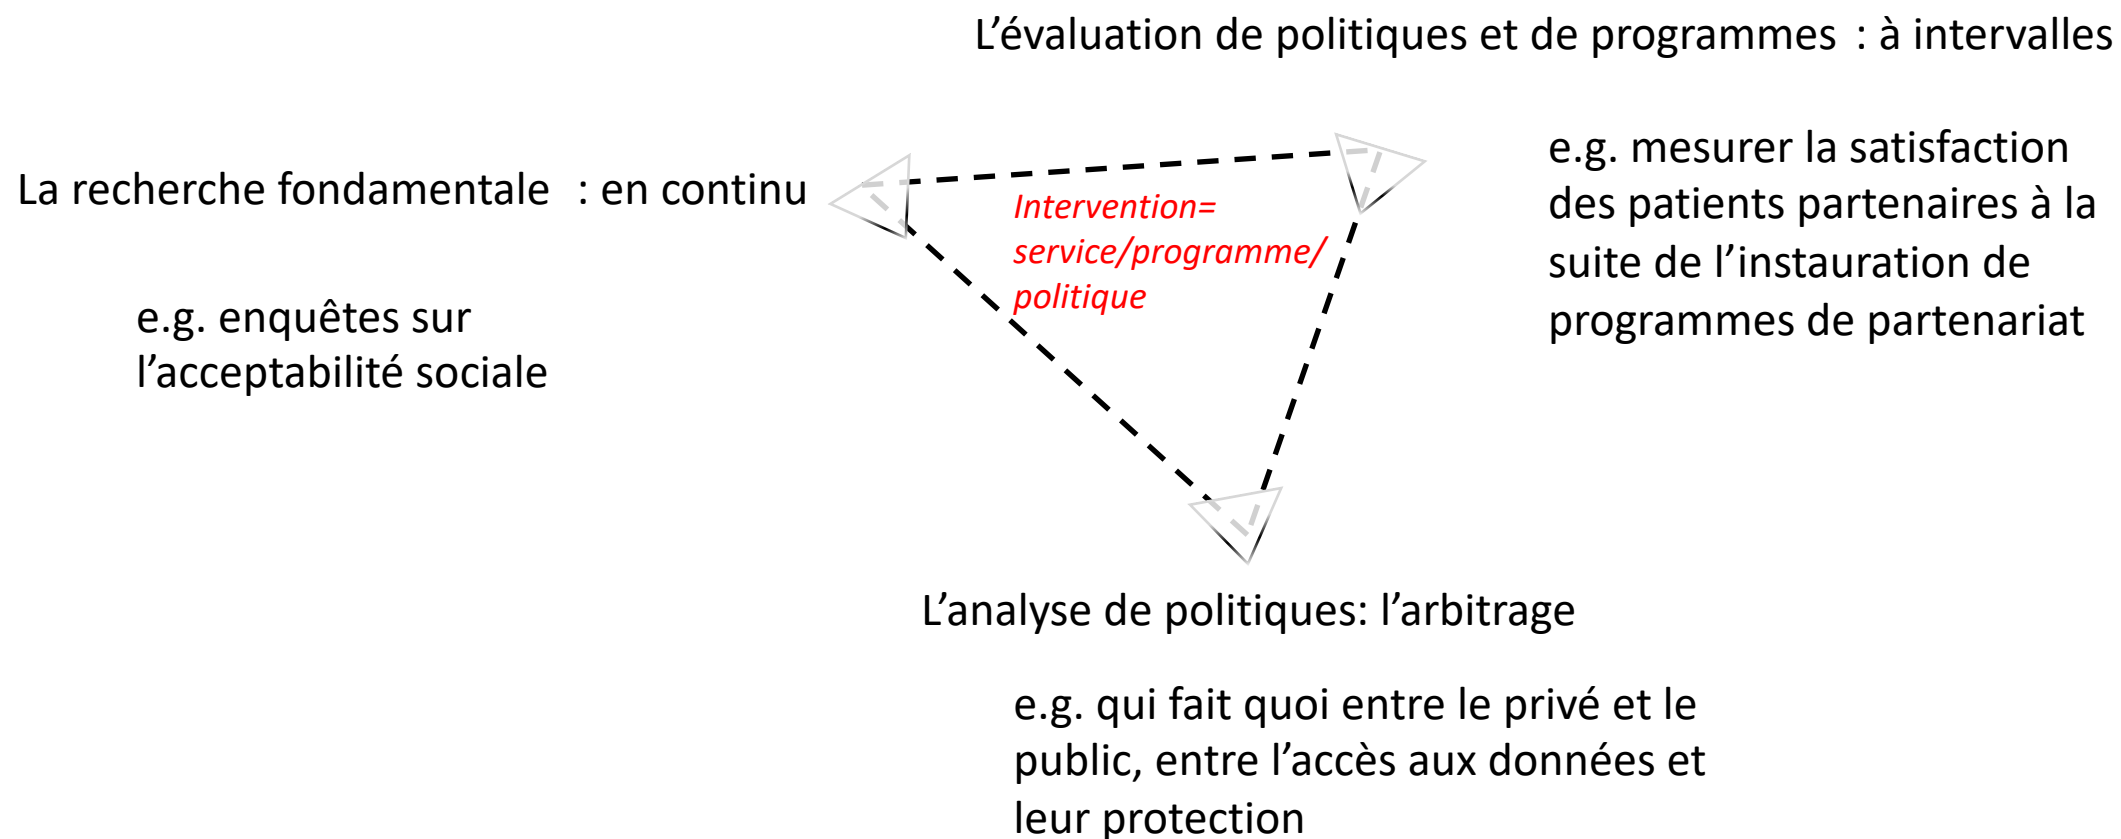 L’évaluation de politiques et de programmes : à intervalles
La recherche fondamentale : en continu
e.g. enquêtes sur
l’acceptabilité sociale
Intervention=
service/programme/
politique
e.g. mesurer la satisfaction
des patients partenaires à la
suite de l’instauration de
programmes de partenariat
L’analyse de politiques: l’arbitrage
e.g. qui fait quoi entre le privé et le
public, entre l’accès aux données et
leur protection